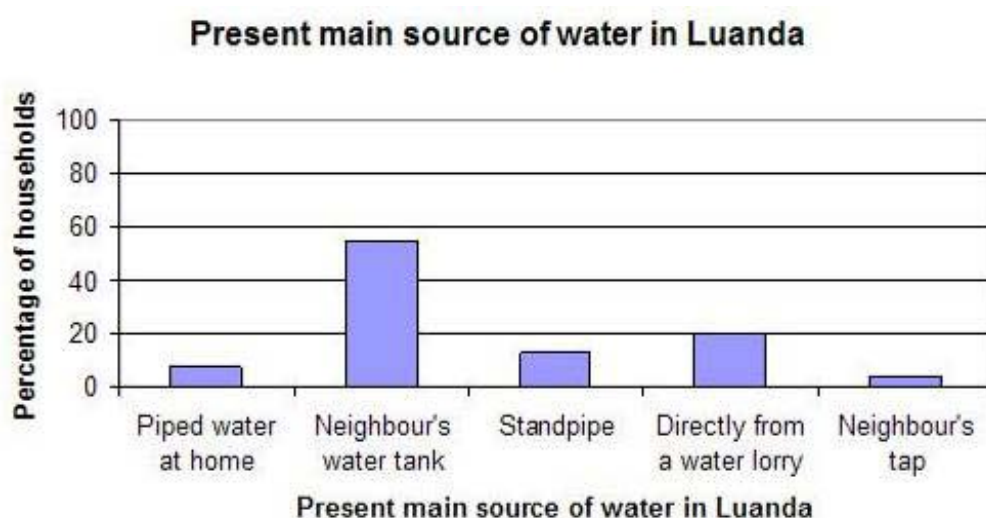 Present main source of water in Luanda
Percentage of households
100
80
60
40
20
0
Piped water at home
Neighbour's water tank
Standpipe
Directly from a water lorry
Neighbour's tap
Present main source of water in Luanda